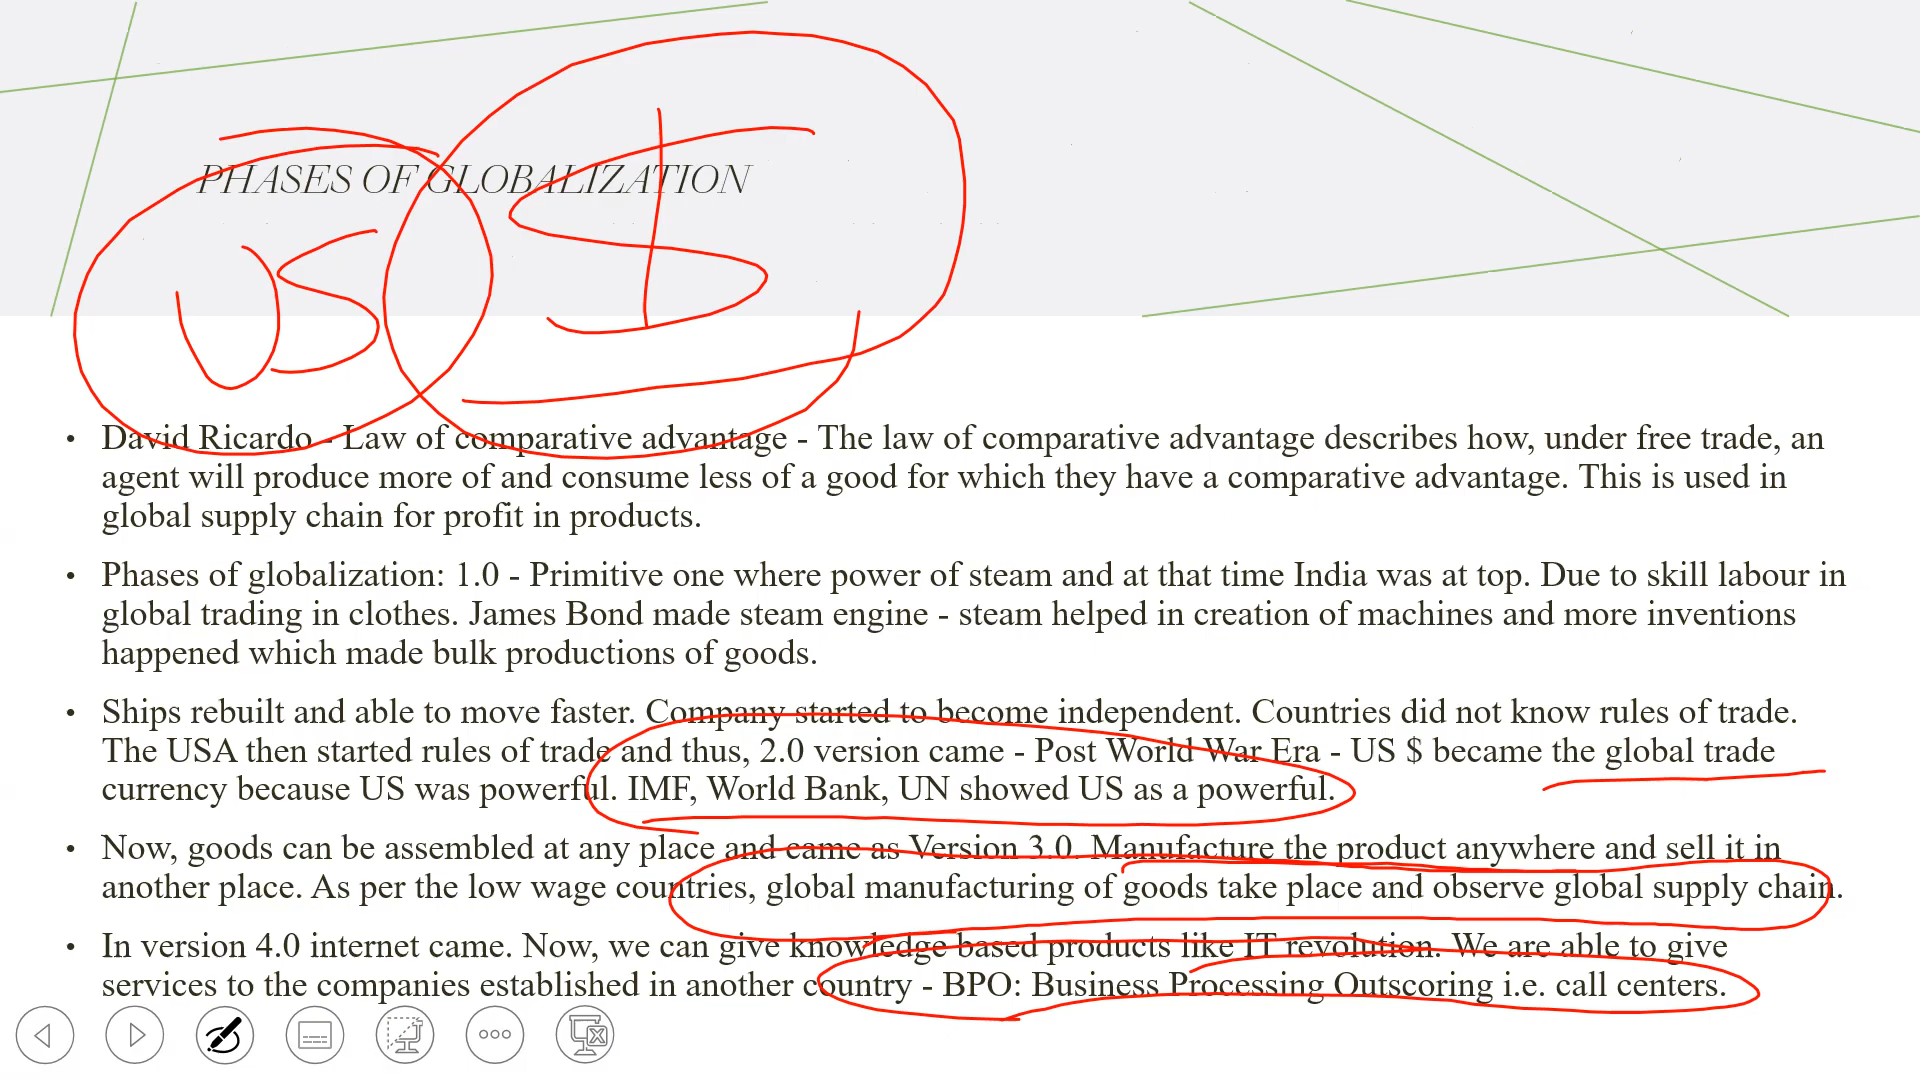 PHASES OF GLOBALIZATION
US $
• David Ricardo - Law of comparative advantage - The law of comparative advantage describes how, under free trade, an
agent will produce more of and consume less of a good for which they have a comparative advantage. This is used in
global supply chain for profit in products.
• Phases of globalization: 1.0 - Primitive one where power of steam and at that time India was at top. Due to skill labour in
global trading in clothes. James Bond made steam engine - steam helped in creation of machines and more inventions
happened which made bulk productions of goods.
• Ships rebuilt and able to move faster. Company started to become independent. Countries did not know rules of trade.
The USA then started rules of trade and thus, 2.0 version came - Post World War Era - US $ became the global trade
currency because US was powerful. IMF, World Bank, UN showed US as a powerful.
• Now, goods can be assembled at any place and came as Version 3.0. Manufacture the product anywhere and sell it in
another place. As per the low wage countries, global manufacturing of goods take place and observe global supply chain.
• In version 4.0 internet came. Now, we can give knowledge based products like IT revolution. We are able to give
services to the companies established in another country - BPO: Business Processing Outscoring i.e. call centers.